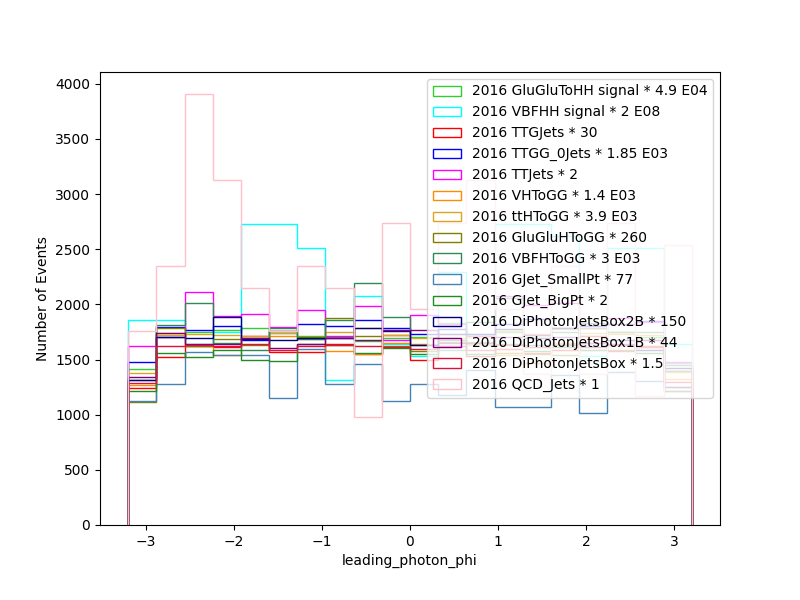 4000
3500
3000
2500
2000
1500
1000
500
0
Number of Events
2016 GluGluToHH signal * 4.9 E04
2016 VBFHH signal * 2 E08
2016 TTGJets * 30
2016 TTGG_0Jets * 1.85 E03
2016 TTJets * 2
2016 VHToGG * 1.4 E03
2016 ttHToGG * 3.9 E03
2016 GluGluHToGG * 260
2016 VBFHToGG * 3 E03
2016 GJet_SmallPt * 77
2016 GJet_BigPt * 2
2016 DiPhotonJetsBox2B * 150
2016 DiPhotonJetsBox1B * 44
2016 DiPhotonJetsBox * 1.5
2016 QCD_Jets * 1
−3 −2 −1 0 1 2 3
leading_photon_phi